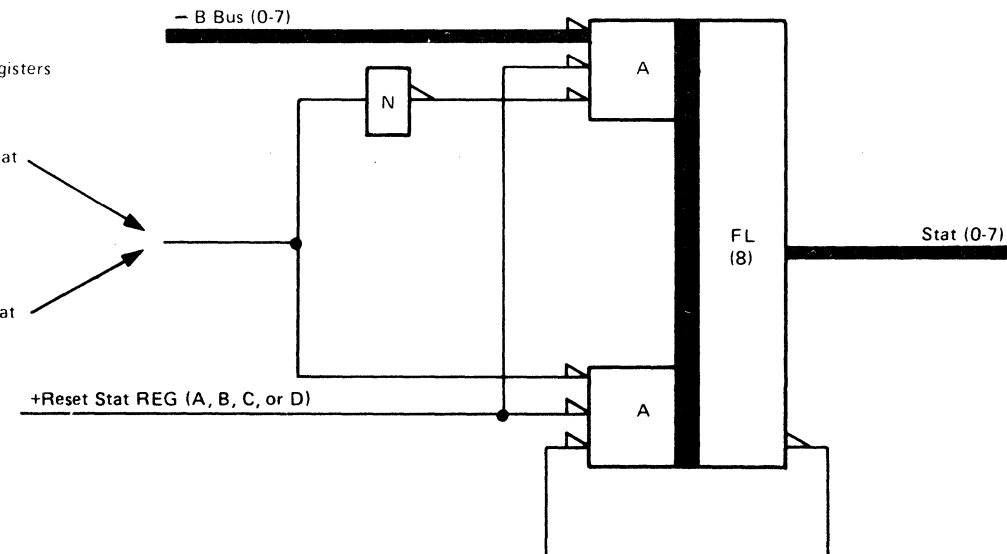 — B Bus (0-7)
gisters
A
N
at
FL
(8)
Stat (0-7)
at
+Reset Stat REG (A, B, C, or D)
A